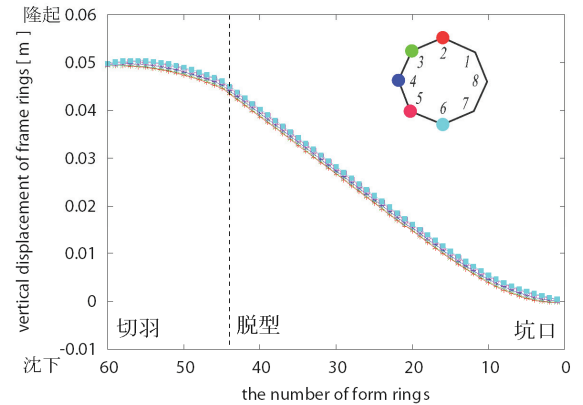 隆起
0.06
0.05
0.04
0.03
0.02
0.01
0
-0.01
沈下
vertical displacement of frame rings [ m ]
1
2
3
4
5
6
7
8
切羽
脱型
坑口
60 50 40 30 20 10 0
the number of form rings